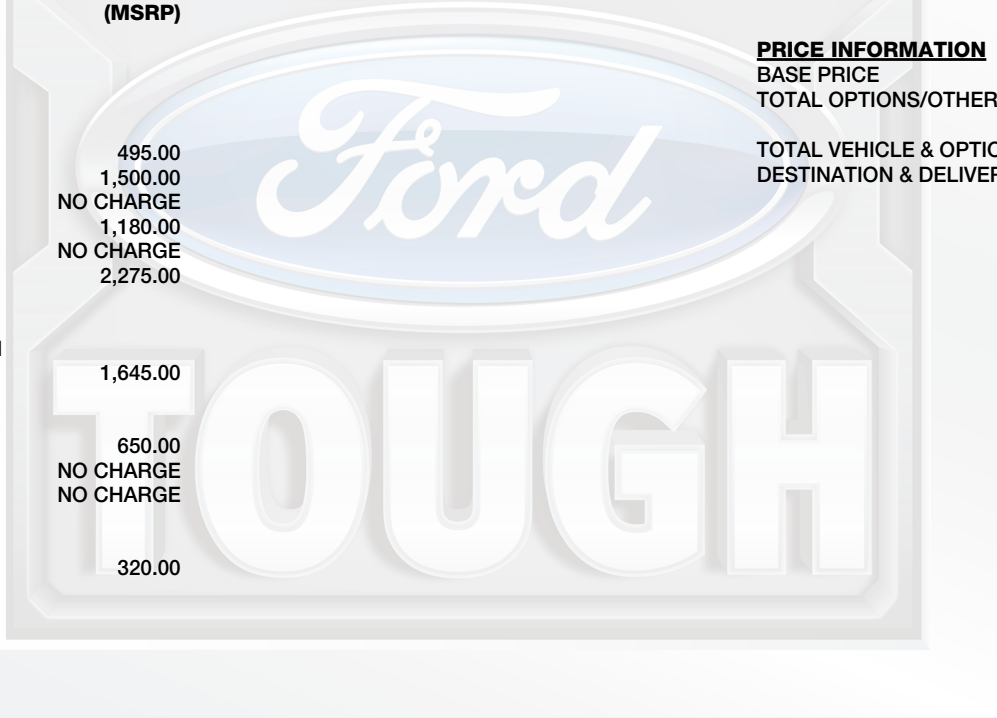 (MSRP)
495.00
1,500.00
NO CHARGE
1,180.00
NO CHARGE
2,275.00
1,645.00
650.00
NO CHARGE
NO CHARGE
320.00
PRICE INFORMATION
BASE PRICE
TOTAL OPTIONS/OTHER
TOTAL VEHICLE & OPTIO
DESTINATION & DELIVER
Ford
TOUGH